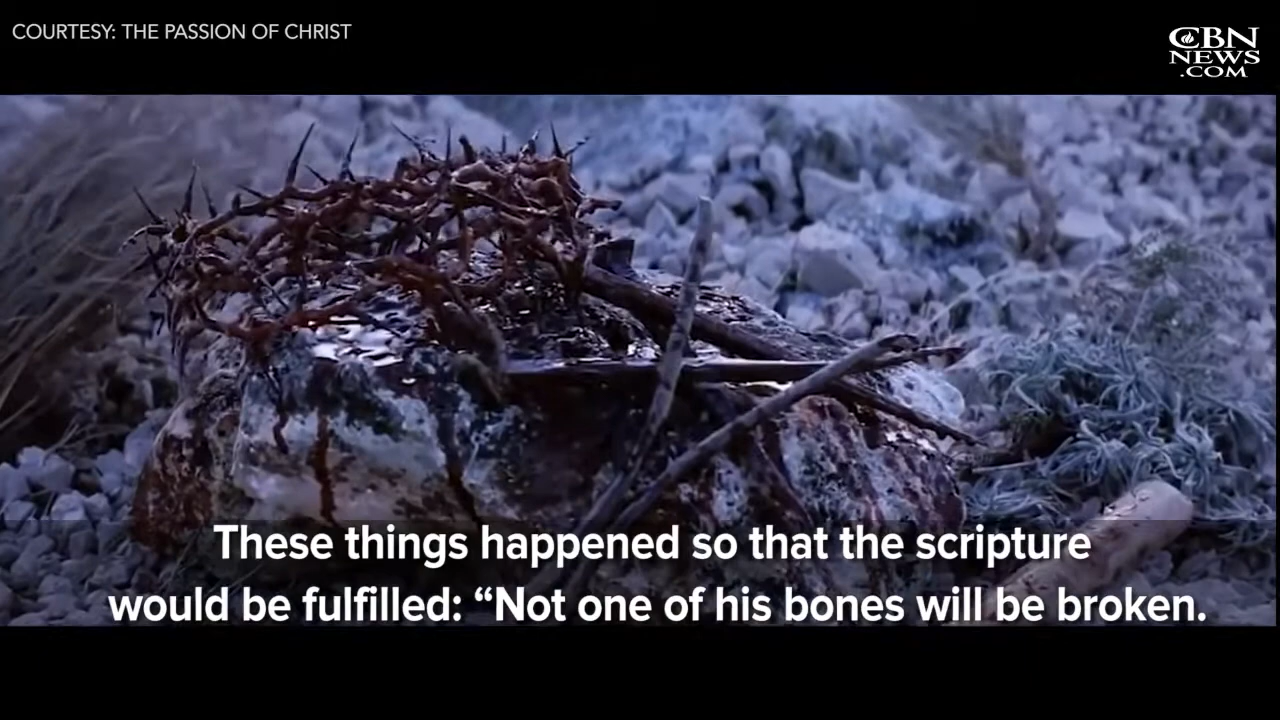 COURTESY: THE PASSION OF CHRIST
CBN
NEWS
.COM
These things happened so that the scripture
would be fulfilled: “Not one of his bones will be broken.